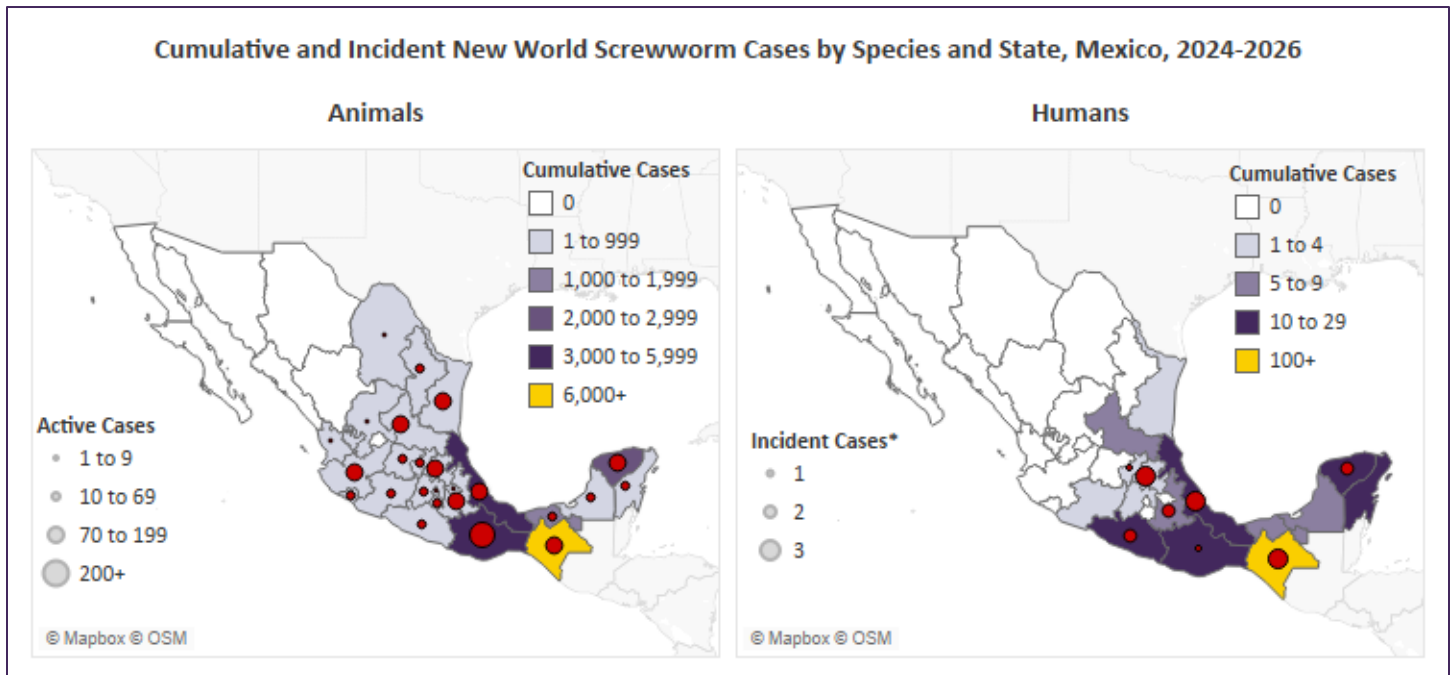 Cumulative and Incident New World Screwworm Cases by Species and State, Mexico, 2024-2026
Animals
Cumulative Cases
0
1 to 999
1,000 to 1,999
2,000 to 2,999
3,000 to 5,999
6,000+
Active Cases
1 to 9
10 to 69
70 to 199
200+
© Mapbox © OSM
Humans
Cumulative Cases
0
1 to 4
5 to 9
10 to 29
100+
Incident Cases*
1
2
3
© Mapbox © OSM